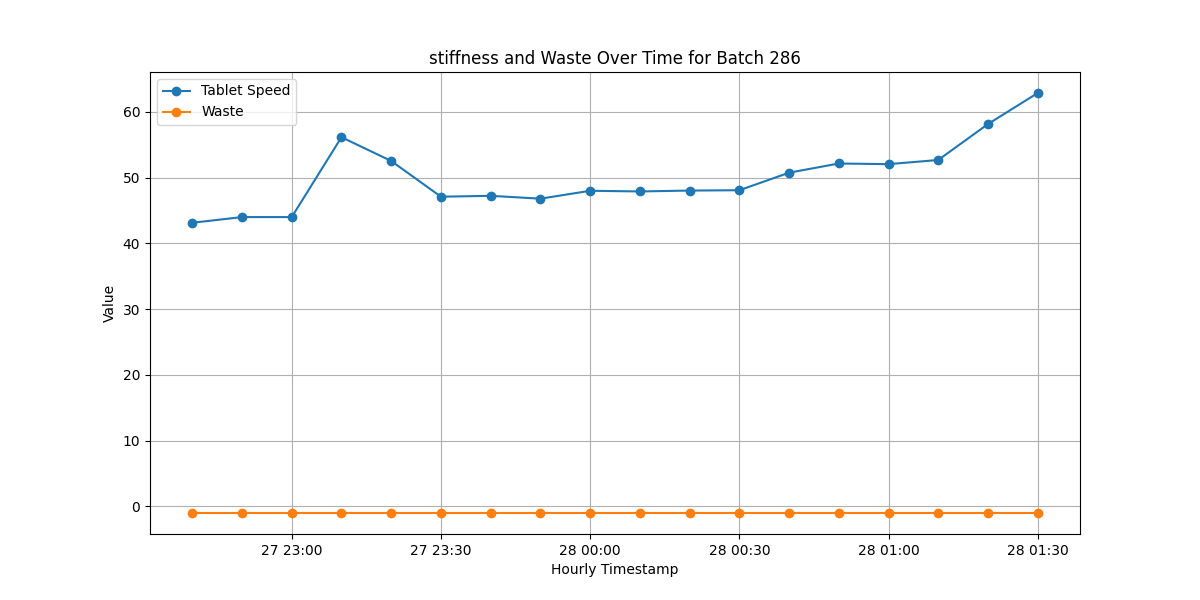 stiffness and Waste Over Time for Batch 286
Tablet Speed
Waste
Value
60
50
40
30
20
10
0
27 23:00 27 23:30 28 00:00 28 00:30 28 01:00 28 01:30
Hourly Timestamp